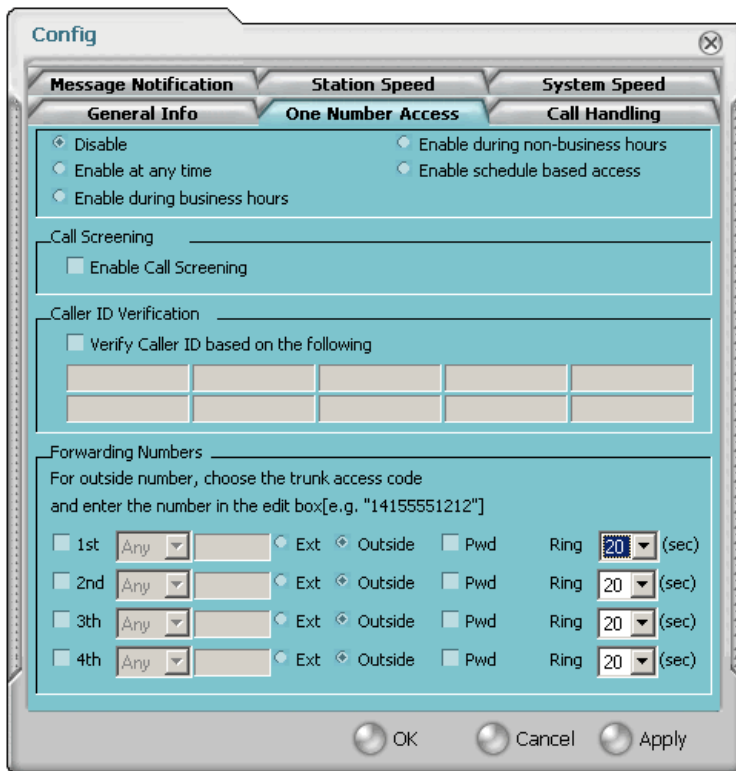 Config
Message Notification Station Speed System Speed
General Info One Number Access Call Handling
Disable Enable during non-business hours
Enable at any time Enable schedule based access
Enable during business hours
Call Screening
Enable Call Screening
Caller ID Verification
Verify Caller ID based on the following
Forwarding Numbers
For outside number, choose the trunk access code
and enter the number in the edit box[e.g. "14155551212"]
1st Any Ext Outside Pwd Ring 20 (sec)
2nd Any Ext Outside Pwd Ring 20 (sec)
3th Any Ext Outside Pwd Ring 20 (sec)
4th Any Ext Outside Pwd Ring 20 (sec)
OK Cancel Apply